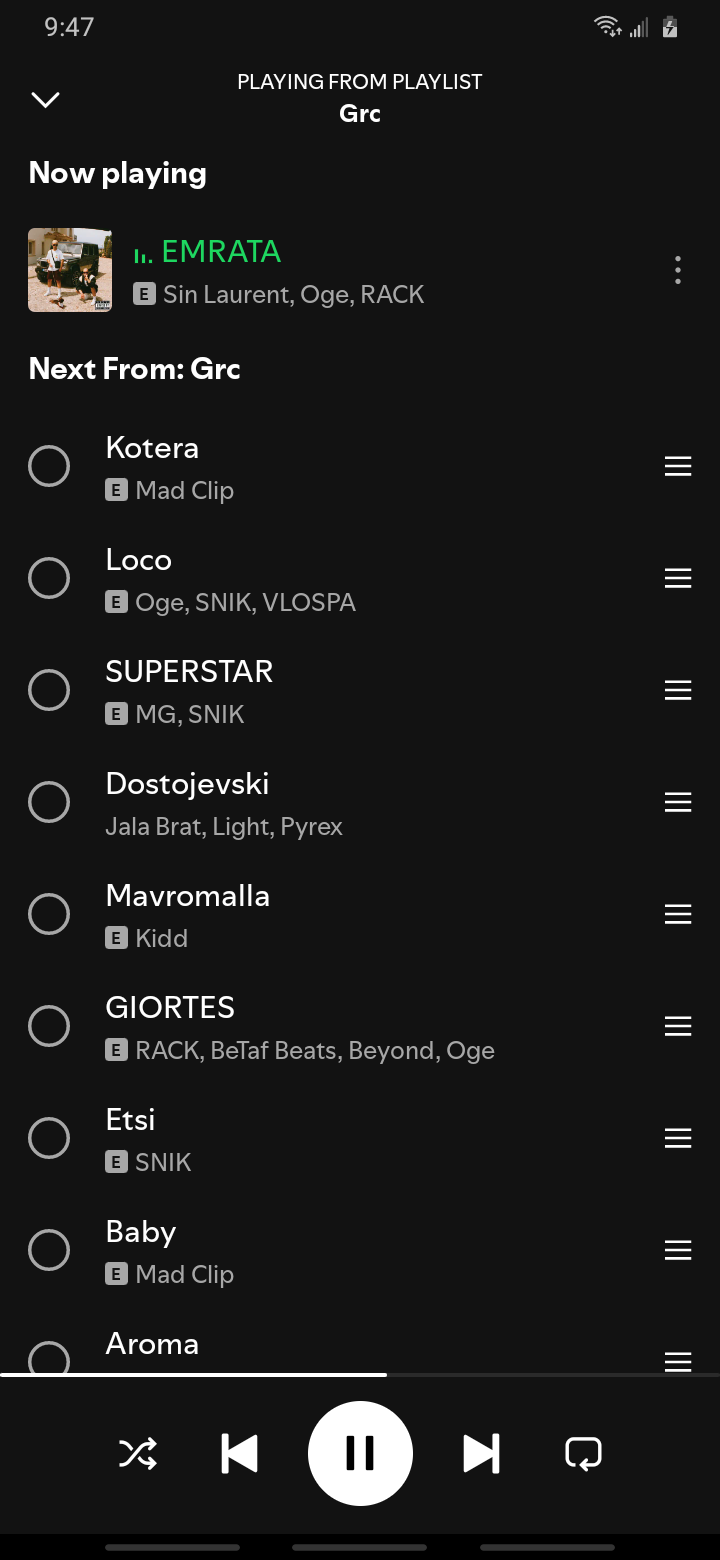 9:47
PLAYING FROM PLAYLIST
Grc
Now playing
EMRATA
E Sin Laurent, Oge, RACK
Next From: Grc
Kotera
E Mad Clip
Loco
E Oge, SNIK, VLOSPA
SUPERSTAR
E MG, SNIK
Dostojevski
Jala Brat, Light, Pyrex
Mavromalla
E Kidd
GIORTES
E RACK, BeTaf Beats, Beyond, Oge
Etsi
E SNIK
Baby
E Mad Clip
Aroma